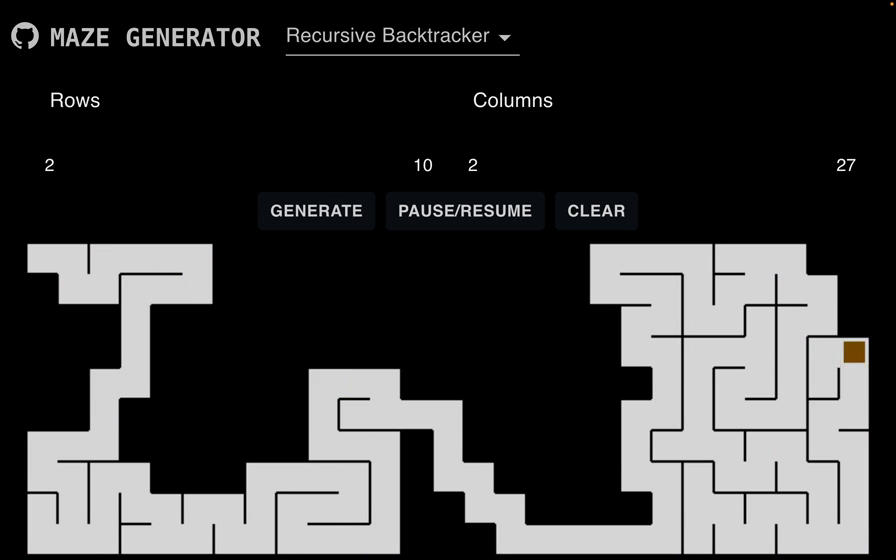 MAZE GENERATOR
Recursive Backtracker
Rows
Columns
2
10
2
27
GENERATE
PAUSE/RESUME
CLEAR